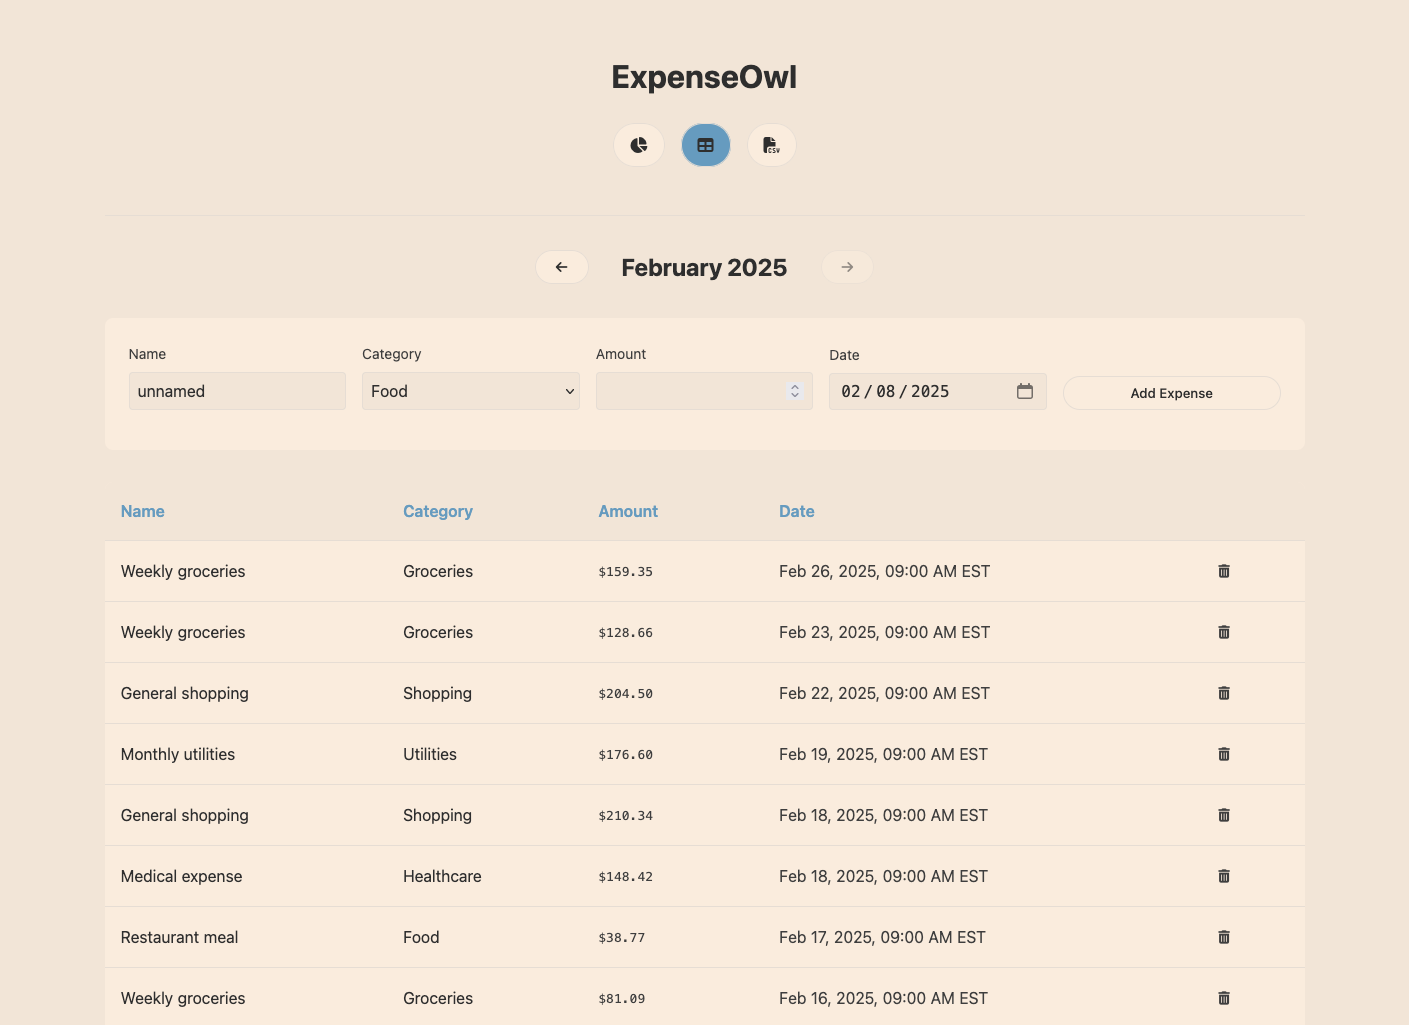 ExpenseOwl
CSV
February 2025
Name Category Amount Date
unnamed Food 02/08/2025 Add Expense
Name Category Amount Date
Weekly groceries Groceries $159.35 Feb 26, 2025, 09:00 AM EST
Weekly groceries Groceries $128.66 Feb 23, 2025, 09:00 AM EST
General shopping Shopping $204.50 Feb 22, 2025, 09:00 AM EST
Monthly utilities Utilities $176.60 Feb 19, 2025, 09:00 AM EST
General shopping Shopping $210.34 Feb 18, 2025, 09:00 AM EST
Medical expense Healthcare $148.42 Feb 18, 2025, 09:00 AM EST
Restaurant meal Food $38.77 Feb 17, 2025, 09:00 AM EST
Weekly groceries Groceries $81.09 Feb 16, 2025, 09:00 AM EST